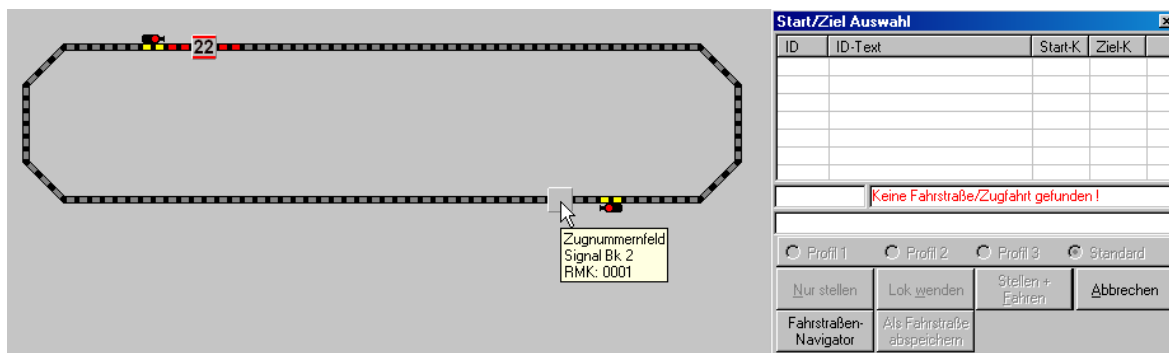 22
Zugnummernfeld
Signal Bk 2
RMK: 0001
Start/Ziel Auswahl
ID ID-Text Start-K Ziel-K
Keine Fahrstraße/Zugfahrt gefunden !
Profil 1 Profil 2 Profil 3 Standard
Nur stellen Lok wenden Stellen + Fahren Abbrechen
Fahrstraßen-
Navigator
Als Fahrstraße
abspeichern